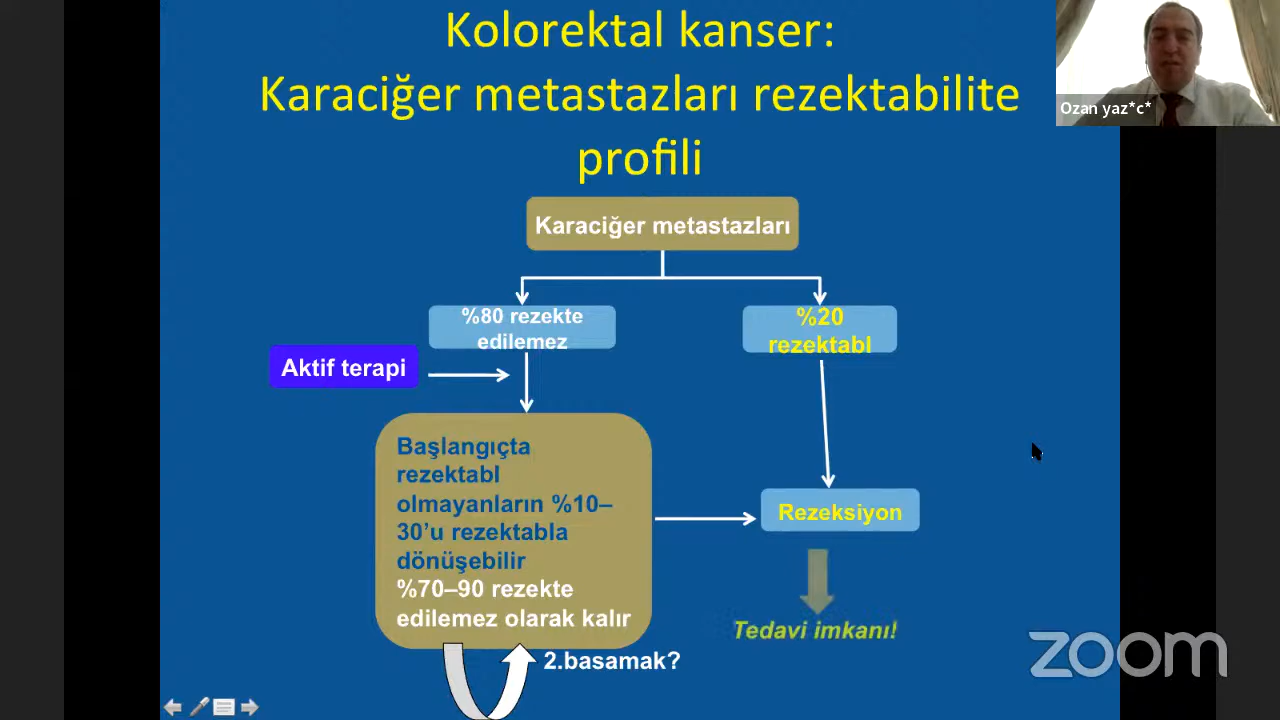 Kolorektal kanser:
Karaciğer metastazları rezektabilite
profili
Ozan yaz*c*
Karaciğer metastazları
%80 rezekte
edilemez
%20
rezektabl
Aktif terapi
Başlangıçta
rezektabl
olmayanların %10–
30’u rezektabla
dönüşebilir
%70–90 rezekte
edilemez olarak kalır
Rezeksiyon
Tedavi imkanı!
2.basamak?
zoom